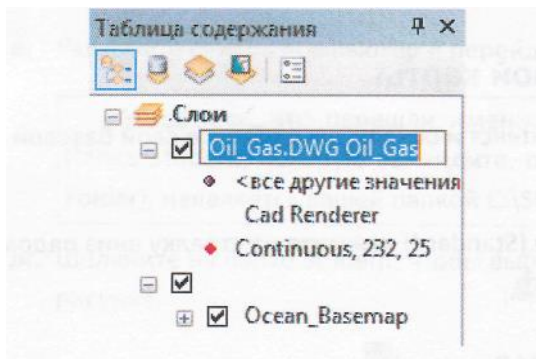 Таблица содержания
Слои
Oil_Gas.DWG Oil_Gas
<все другие значения
Cad Renderer
Continuous, 232, 25
Ocean_Basemap